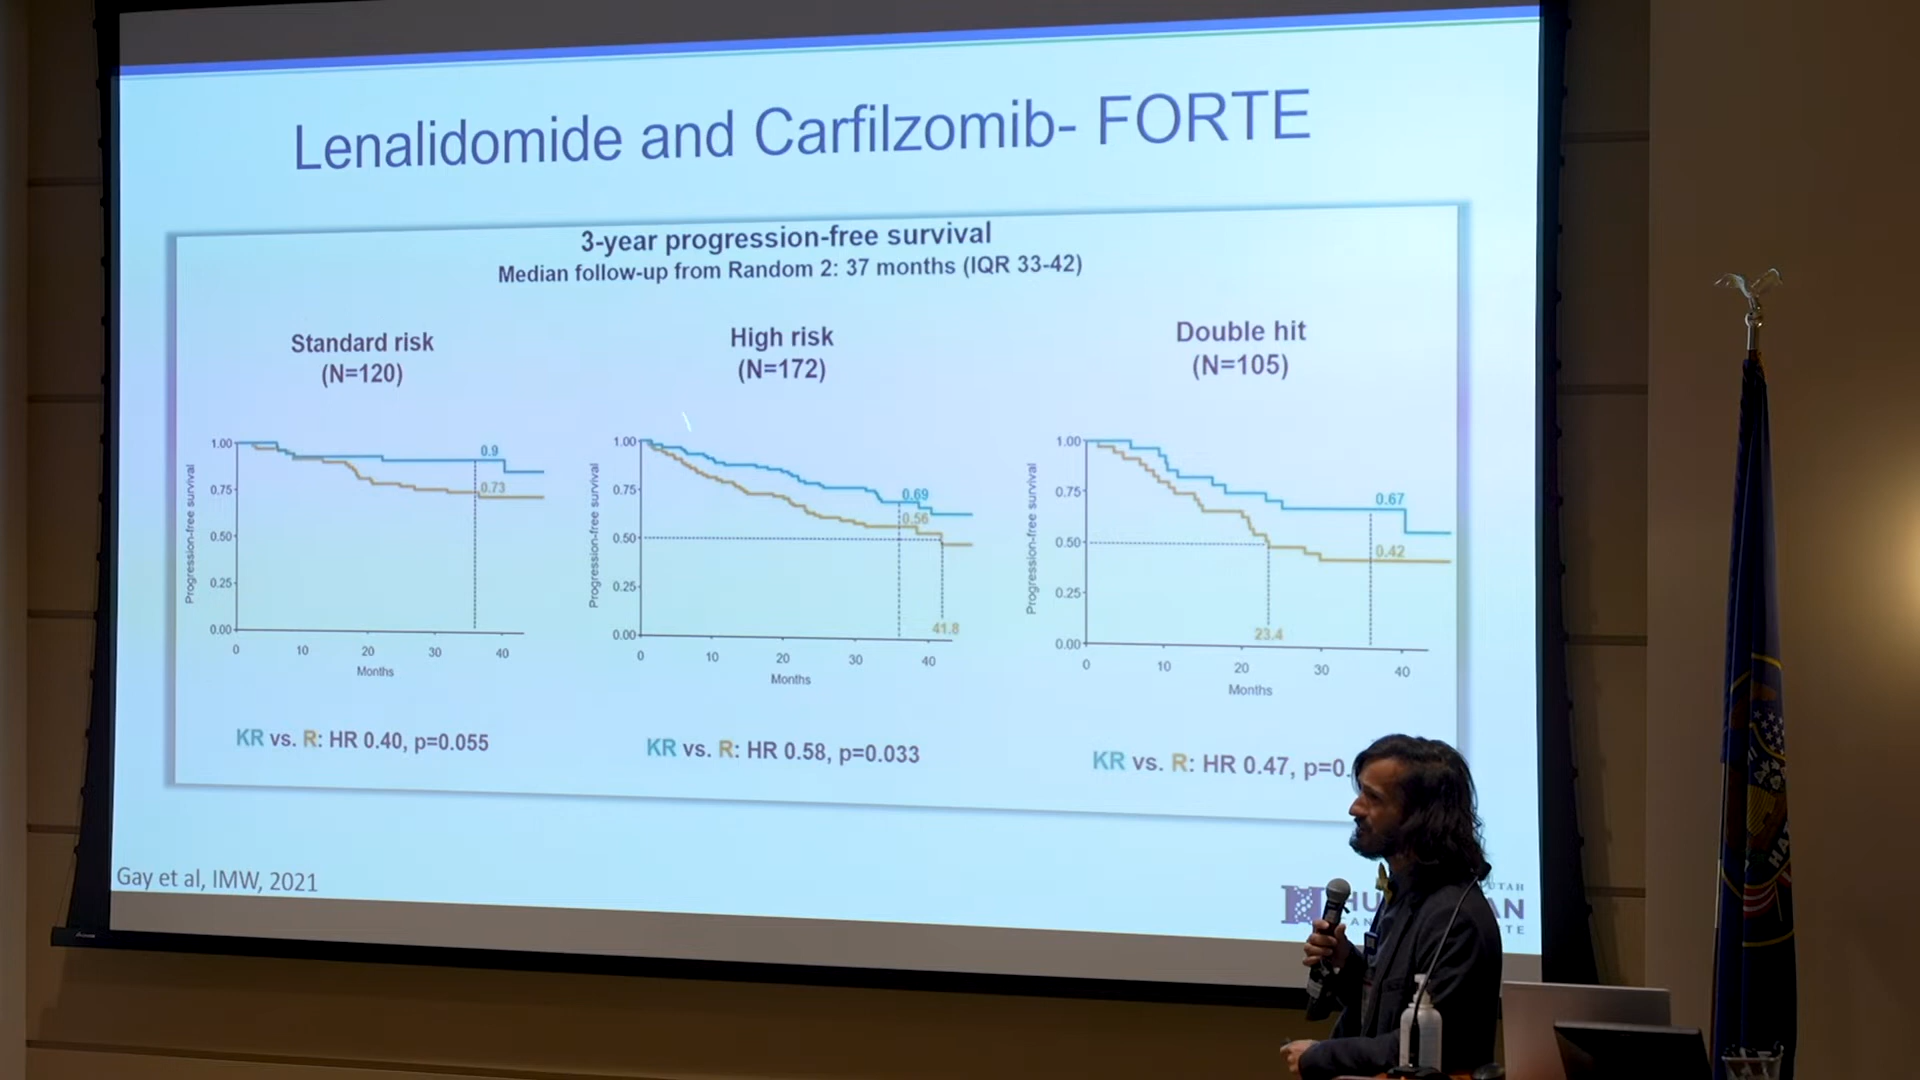 Lenalidomide and Carfilzomib- FORTE
3-year progression-free survival
Median follow-up from Random 2: 37 months (IQR 33-42)
Standard risk
(N=120)
High risk
(N=172)
Double hit
(N=105)
Progression-free survival
1.00
0.75
0.50
0.25
0.00
0.9
0.73
0 10 20 30 40
Months
Progression-free survival
1.00
0.75
0.50
0.25
0.00
0.69
0.56
41.8
0 10 20 30 40
Months
Progression-free survival
1.00
0.75
0.50
0.25
0.00
0.67
0.42
23.4
0 10 20 30 40
Months
KR vs. R: HR 0.40, p=0.055
KR vs. R: HR 0.58, p=0.033
KR vs. R: HR 0.47, p=0.
Gay et al, IMW, 2021
UTAH